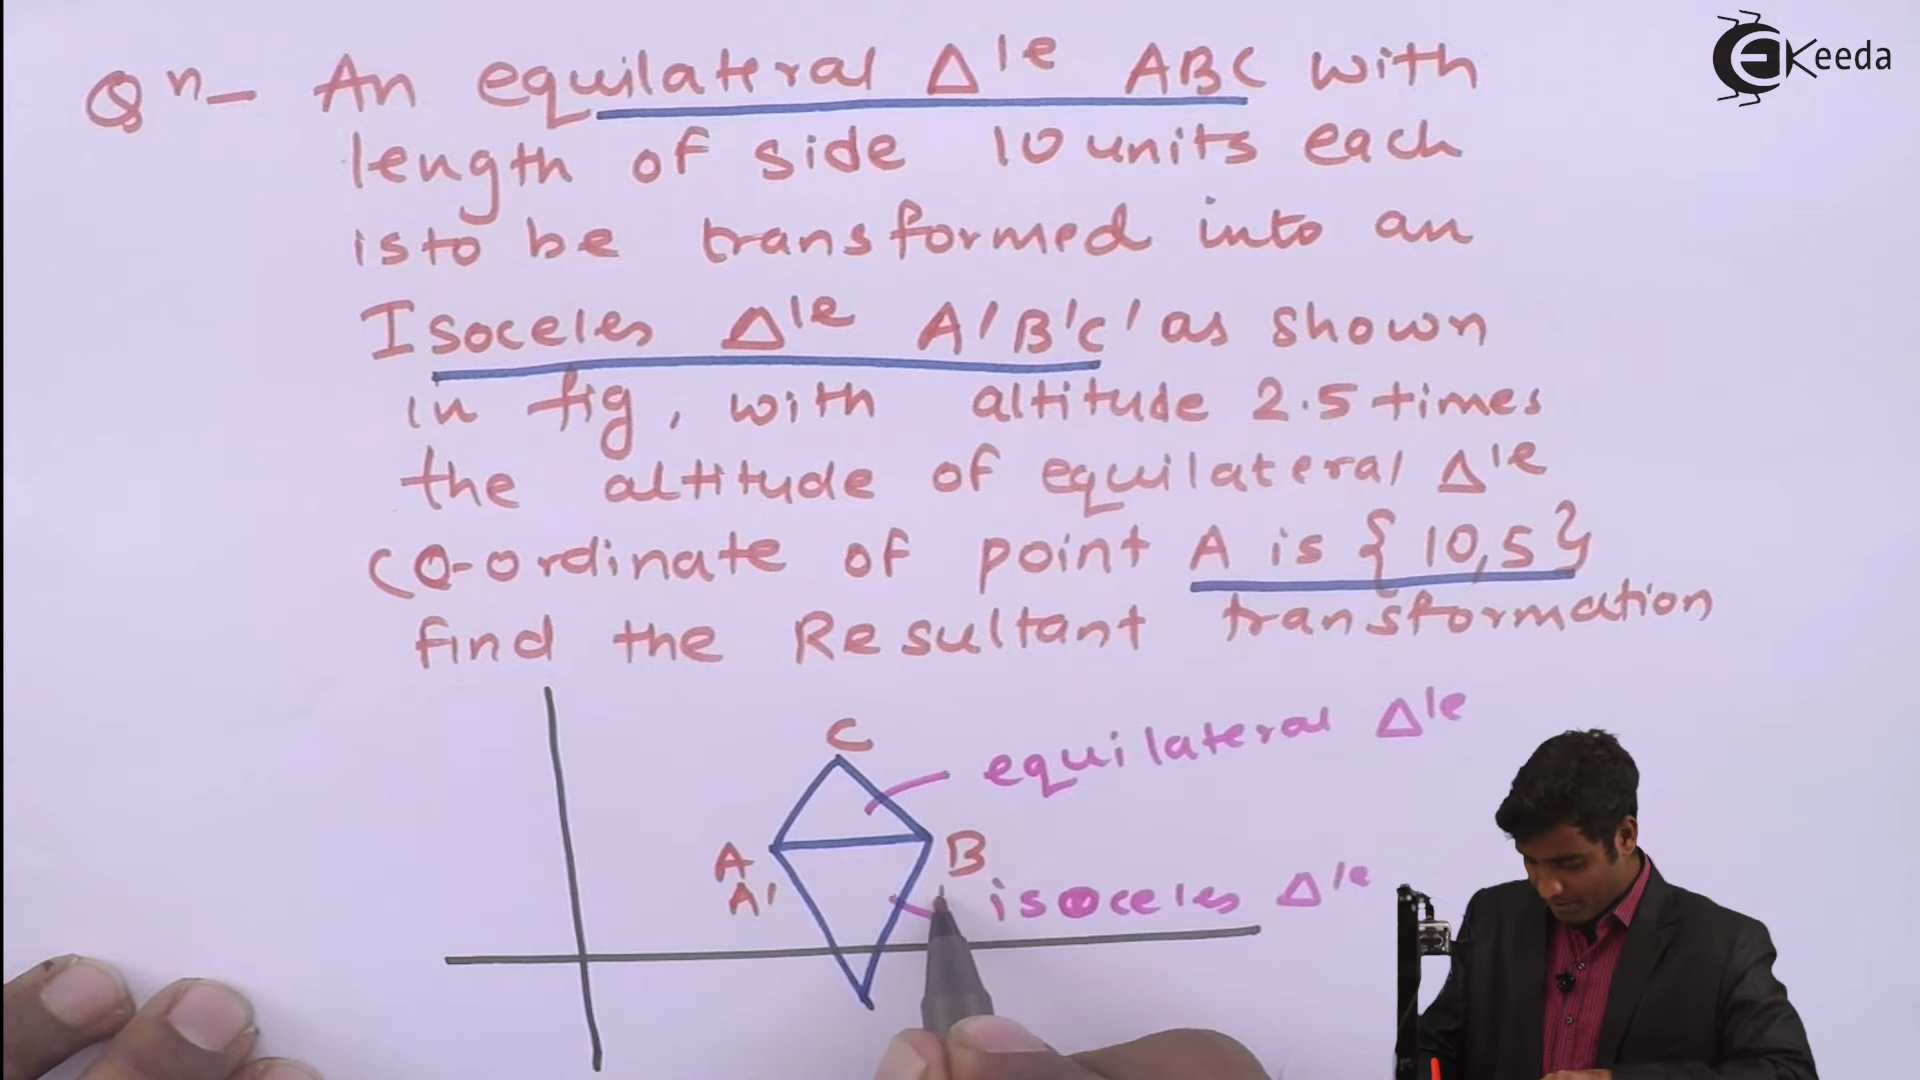 Keeda
Qn- An equilateral Δle ABC with
length of side 10 units each
is to be transformed into an
Isoceles Δle A'B'C' as shown
in fig, with altitude 2.5 times
the altitude of equilateral Δle
CO-ordinate of point A is {10,5}
find the Resultant transformation
C
equilateral Δle
A
B
A'
isoceles Δle